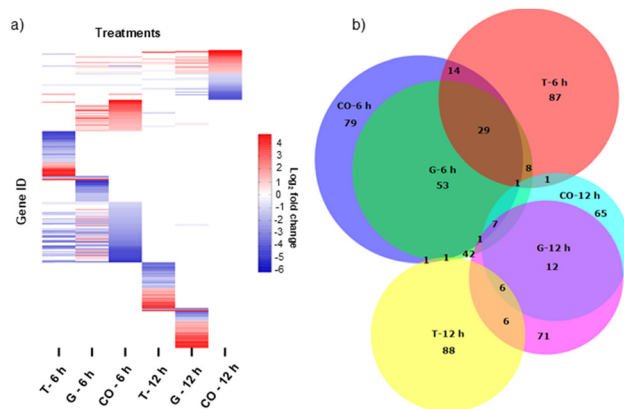 a)
Treatments
Gene ID
4
3
2
1
0
-1
-2
-3
-4
-5
-6
Log₂ fold change
T- 6 h
G - 6 h
CO - 6 h
T - 12 h
G - 12 h
CO - 12 h
b)
14
T-6 h
87
CO-6 h
79
29
8
G-6 h
53
1
1
CO-12 h
65
7
1
G-12 h
12
1
1
42
6
6
71
T-12 h
88